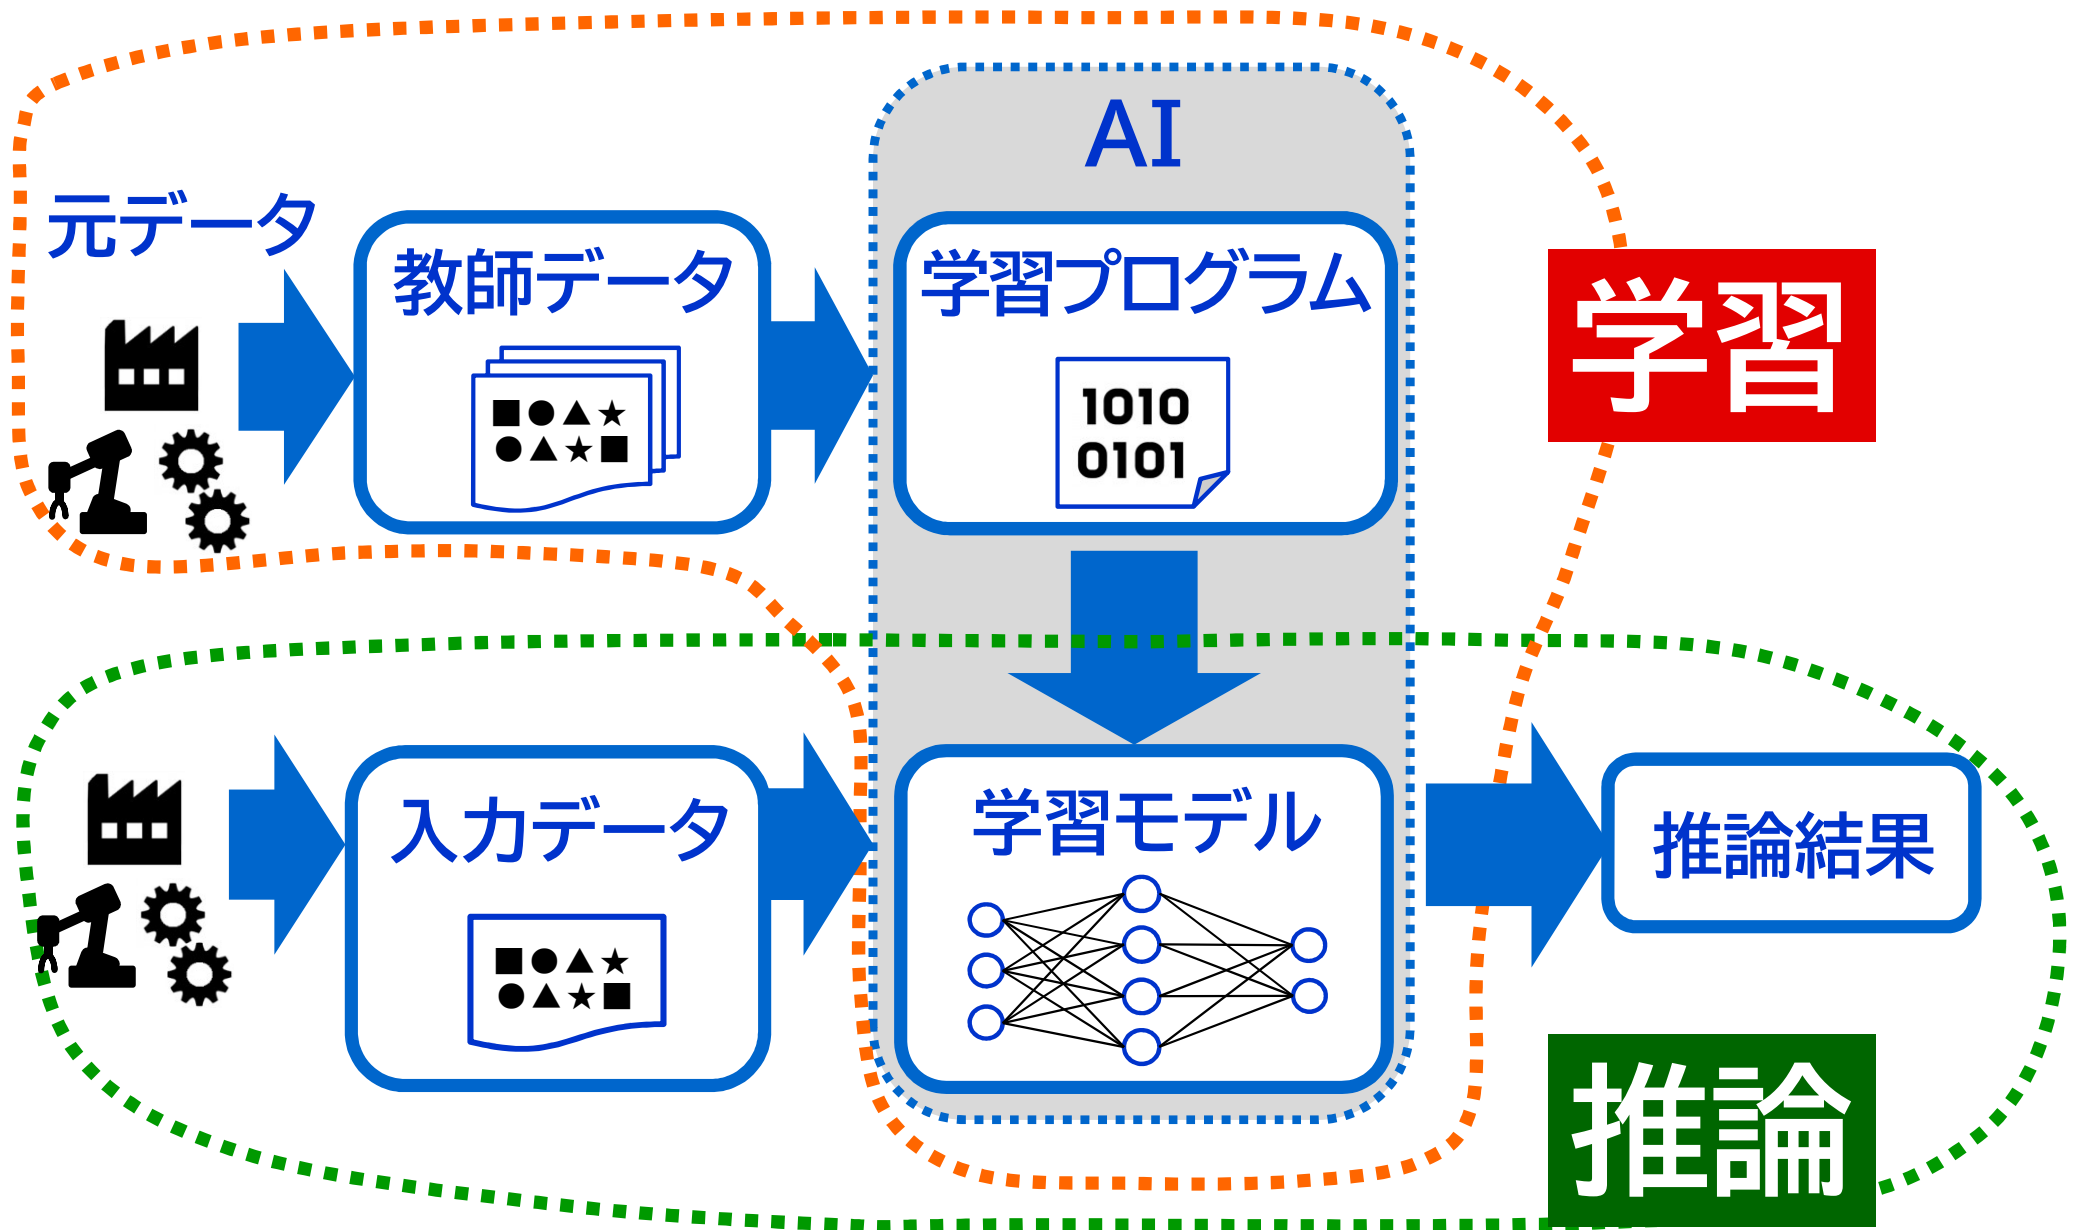 AI
元データ
教師データ
学習プログラム
1010
0101
学習
入力データ
学習モデル
推論結果
推論